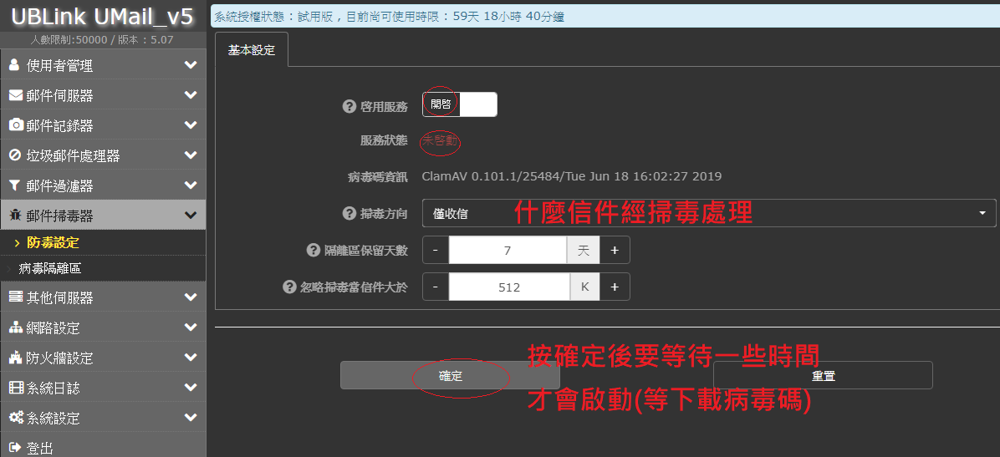 UBLink UMail_v5
人數限制:50000 / 版本：5.07
使用者管理
郵件伺服器
郵件記錄器
垃圾郵件處理器
郵件過濾器
郵件掃毒器
防毒設定
病毒隔離區
其他伺服器
網路設定
防火牆設定
系統日誌
系統設定
登出
系統授權狀態：試用版，目前尚可使用時限：59天 18小時 40分鐘
基本設定
啓用服務 開啓
服務狀態 未啓動
病毒碼資訊 ClamAV 0.101.1/25484/Tue Jun 18 16:02:27 2019
掃毒方向 僅收信 什麼信件經掃毒處理
隔離區保留天數 - 7 天 +
忽略掃毒當信件大於 - 512 K +
按確定後要等待一些時間
確定 重置
才會啟動(等下載病毒碼)